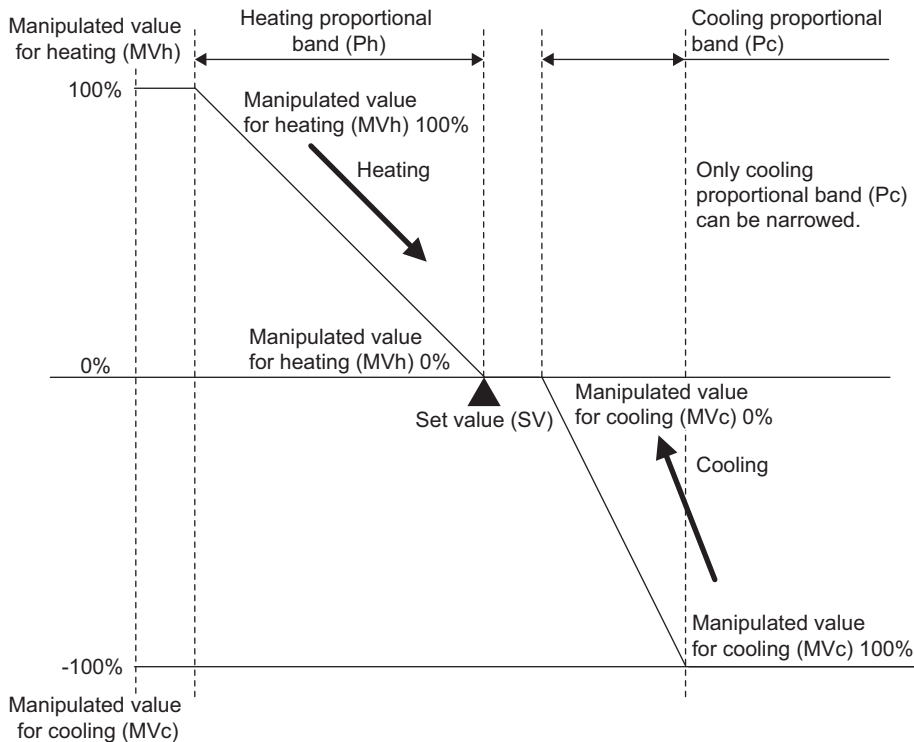 Manipulated value
for heating (MVh)
Heating proportional
band (Ph)
Cooling proportional
band (Pc)
100%
Manipulated value
for heating (MVh) 100%
Heating
Only cooling
proportional band (Pc)
can be narrowed.
Manipulated value
for heating (MVh) 0%
0%
Set value (SV)
Manipulated value
for cooling (MVc) 0%
Cooling
Manipulated value
for cooling (MVc) 100%
-100%
Manipulated value
for cooling (MVc)